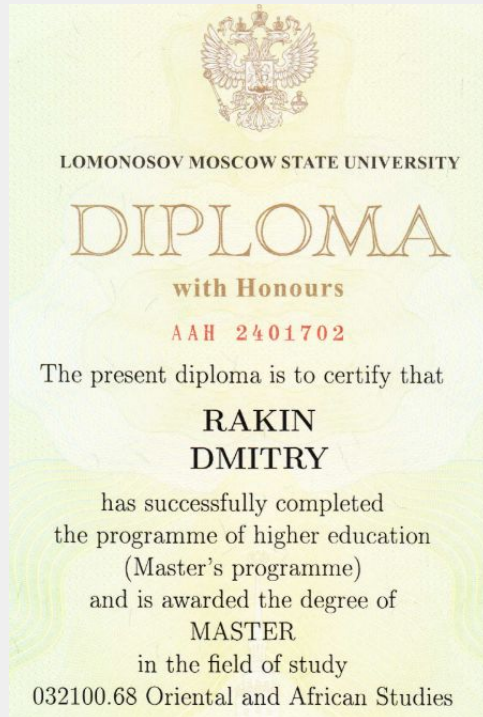 LOMONOSOV MOSCOW STATE UNIVERSITY
DIPLOMA
with Honours
ААН 2401702
The present diploma is to certify that
RAKIN
DMITRY
has successfully completed
the programme of higher education
(Master's programme)
and is awarded the degree of
MASTER
in the field of study
032100.68 Oriental and African Studies